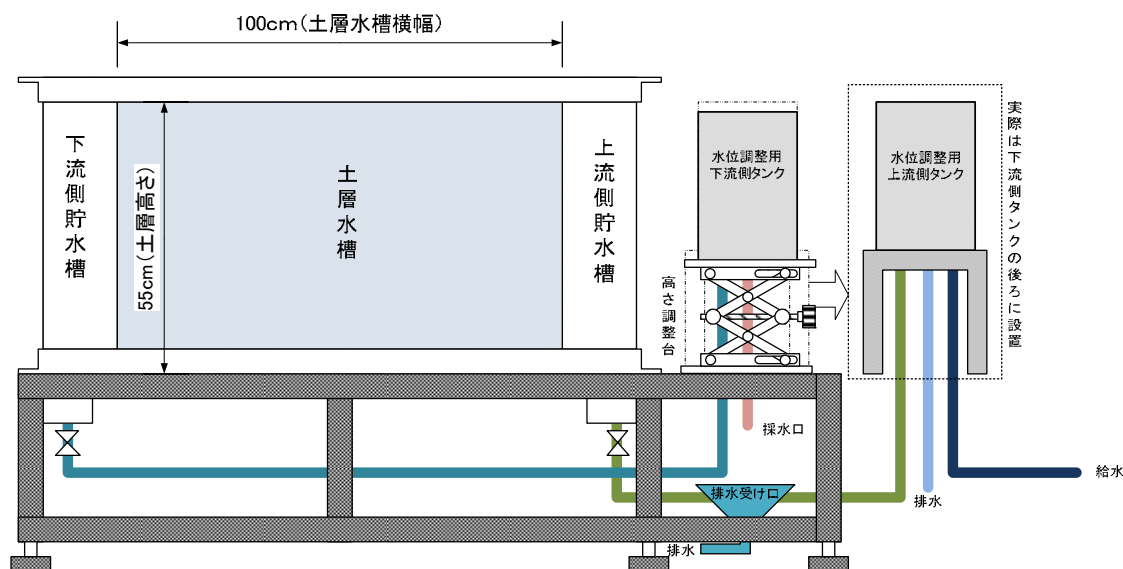 100cm(土層水槽横幅)
下流側貯水槽
55cm(土層高さ)
土層水槽
上流側貯水槽
水位調整用
下流側タンク
高さ調整台
水位調整用
上流側タンク
実際は下流側タンクの後ろに設置
採水口
排水受け口
排水
排水
給水